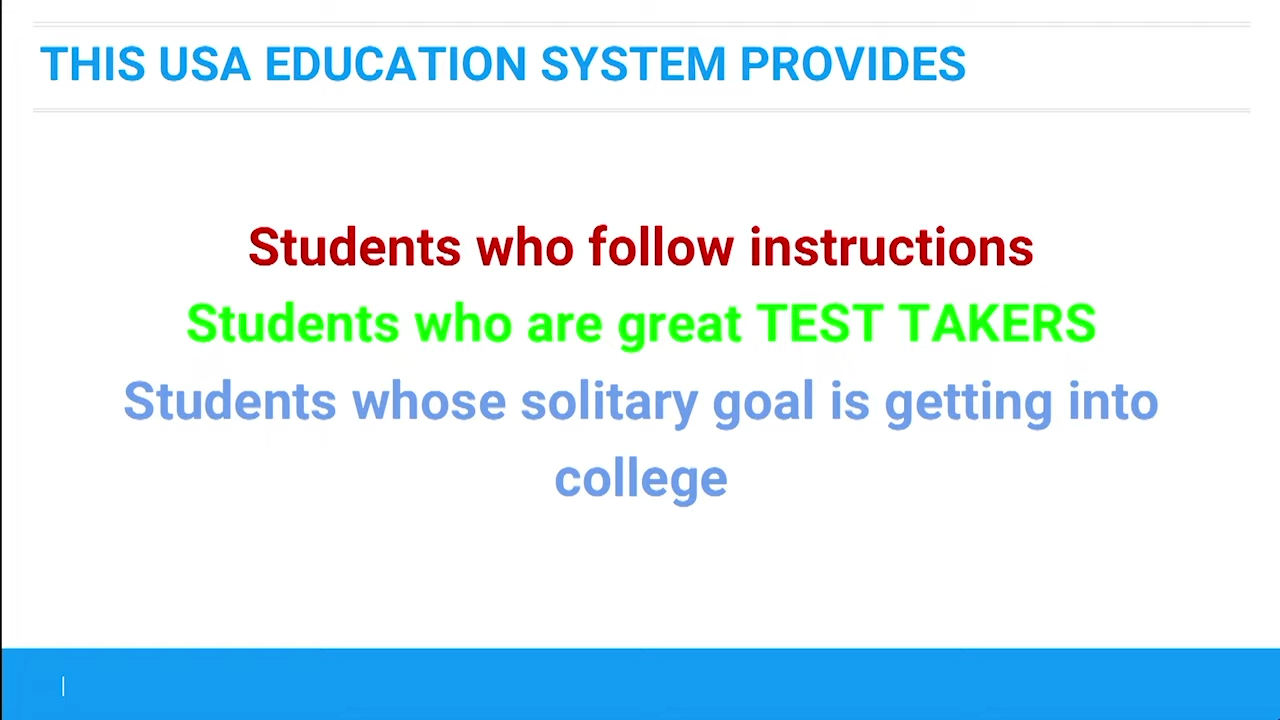 THIS USA EDUCATION SYSTEM PROVIDES
Students who follow instructions
Students who are great TEST TAKERS
Students whose solitary goal is getting into
college